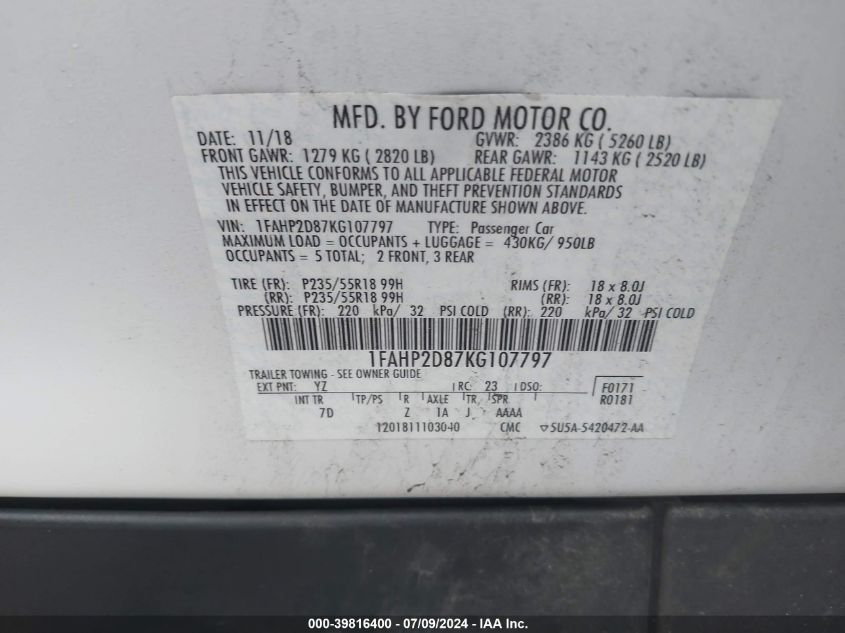 MFD. BY FORD MOTOR CO.
DATE: 11/18 GVWR: 2386 KG ( 5260 LB)
FRONT GAWR: 1279 KG ( 2820 LB) REAR GAWR: 1143 KG ( 2520 LB)
THIS VEHICLE CONFORMS TO ALL APPLICABLE FEDERAL MOTOR
VEHICLE SAFETY, BUMPER, AND THEFT PREVENTION STANDARDS
IN EFFECT ON THE DATE OF MANUFACTURE SHOWN ABOVE.
VIN: 1FAHP2D87KG107797 TYPE: Passenger Car
MAXIMUM LOAD = OCCUPANTS + LUGGAGE = 430KG/ 950LB
OCCUPANTS = 5 TOTAL; 2 FRONT, 3 REAR
TIRE (FR): P235/55R18 99H RIMS (FR): 18 x 8.0J
(RR): P235/55R18 99H (RR): 18 x 8.0J
PRESSURE (FR): 220 kPa/ 32 PSI COLD (RR): 220 kPa/ 32 PSI COLD
1FAHP2D87KG107797
TRAILER TOWING - SEE OWNER GUIDE
EXT PNT: YZ RC: 23 DSO: F0171
R0181
INT TR TP/PS R AXLE TR SPR
7D Z 1A J AAAA
1201811103040 CMC ▽5U5A-5420472-AA
000-39816400 - 07/09/2024 - IAA Inc.